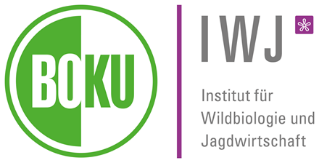 BOKU
IWJ
Institut für
Wildbiologie und
Jagdwirtschaft